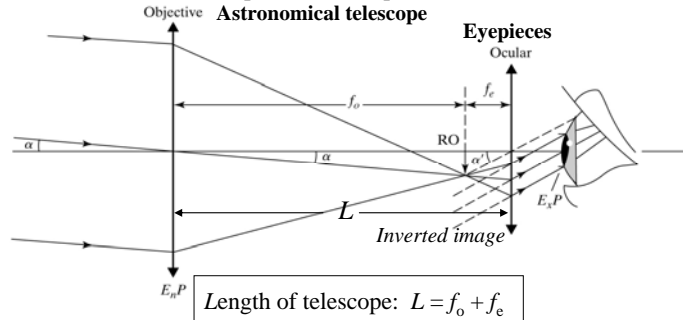 Objective
Astronomical telescope
Eyepieces
Ocular
f_o
f_e
RO
α
α
α'
L
E_xP
Inverted image
E_nP
Length of telescope: L = f_o + f_e